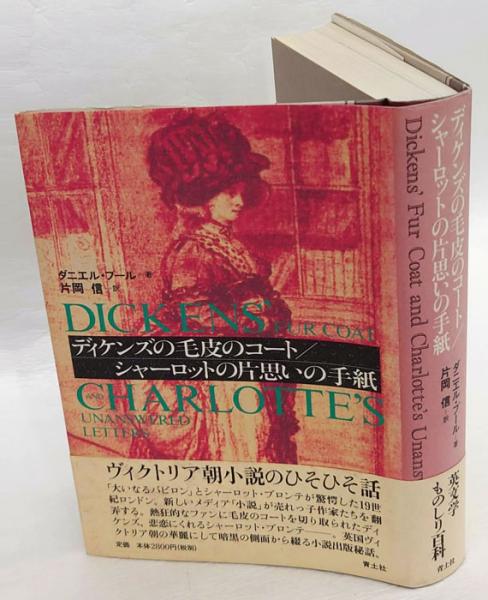 ダニエル・プール 著
片岡 信 訳
DICKENS'
FUR COAT
ディケンズの毛皮のコート/
シャーロットの片思いの手紙
AND CHARLOTTE'S
UNANSWERED
LETTERS
ヴィクトリア朝小説のひそひそ話
「大いなるバビロン」とシャーロット・ブロンテが驚愕した19世
紀ロンドン。新しいメディア「小説」が売れっ子作家たちを翻
弄する。熱狂的なファンに毛皮のコートを切り取られたディ
ケンズ、悲恋にくれるシャーロット・ブロンテ――。英国ヴィ
クトリア朝の華麗にして暗黒の側面から綴る小説出版秘話。
定価 本体2800円(税別)
青土社
ディケンズの毛皮のコート/
シャーロットの片思いの手紙
Dickens' Fur Coat and Charlotte's Unans
ダニエル・プール 著
片岡 信 訳
英文学
ものしり百科
青土社